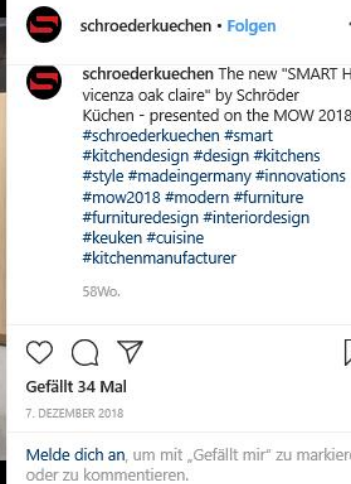 schroederkuechen • Folgen
schroederkuechen The new "SMART H
vicenza oak claire" by Schröder
Küchen - presented on the MOW 2018
#schroederkuechen #smart
#kitchendesign #design #kitchens
#style #madeingermany #innovations
#mow2018 #modern #furniture
#furnituredesign #interiordesign
#keuken #cuisine
#kitchenmanufacturer
58Wo.
Gefällt 34 Mal
7. DEZEMBER 2018
Melde dich an, um mit „Gefällt mir“ zu markiere
oder zu kommentieren.